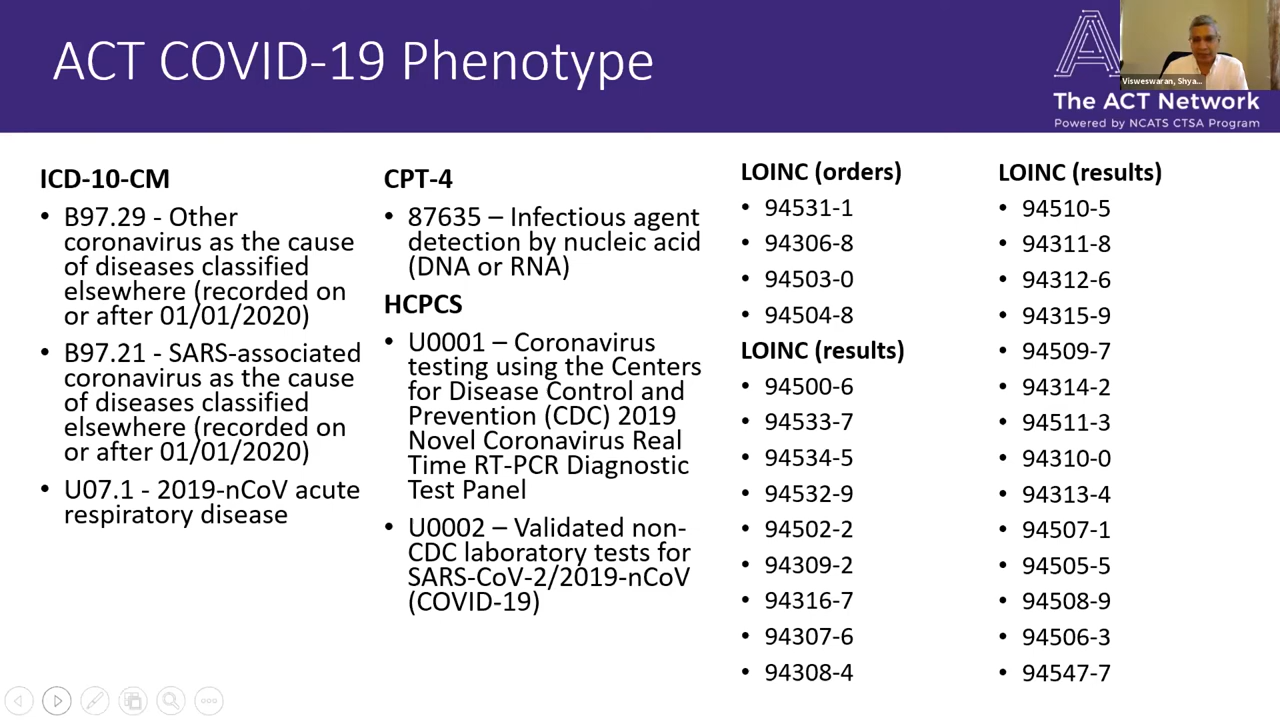 ACT COVID-19 Phenotype
Visweswaran, Shya...
The ACT Network
Powered by NCATS CTSA Program
ICD-10-CM
• B97.29 - Other
coronavirus as the cause
of diseases classified
elsewhere (recorded on
or after 01/01/2020)
• B97.21 - SARS-associated
coronavirus as the cause
of diseases classified
elsewhere (recorded on
or after 01/01/2020)
• U07.1 - 2019-nCoV acute
respiratory disease
CPT-4
• 87635 – Infectious agent
detection by nucleic acid
(DNA or RNA)
HCPCS
• U0001 – Coronavirus
testing using the Centers
for Disease Control and
Prevention (CDC) 2019
Novel Coronavirus Real
Time RT-PCR Diagnostic
Test Panel
• U0002 – Validated non-
CDC laboratory tests for
SARS-CoV-2/2019-nCoV
(COVID-19)
LOINC (orders)
• 94531-1
• 94306-8
• 94503-0
• 94504-8
LOINC (results)
• 94500-6
• 94533-7
• 94534-5
• 94532-9
• 94502-2
• 94309-2
• 94316-7
• 94307-6
• 94308-4
LOINC (results)
• 94510-5
• 94311-8
• 94312-6
• 94315-9
• 94509-7
• 94314-2
• 94511-3
• 94310-0
• 94313-4
• 94507-1
• 94505-5
• 94508-9
• 94506-3
• 94547-7